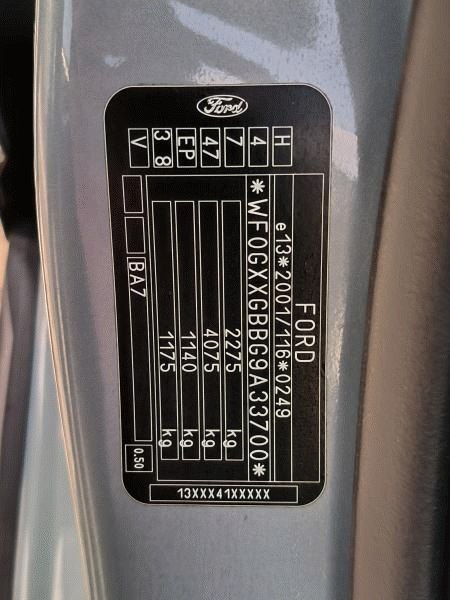 Ford
FORD
e13*2001/116*0249
*WF0GXXGBBG9A33700*
H
2275 kg
4
4075 kg
7
1140 kg
47
1175 kg
EP
3 8
BA7
0.50
V
13XXX41XXXXX